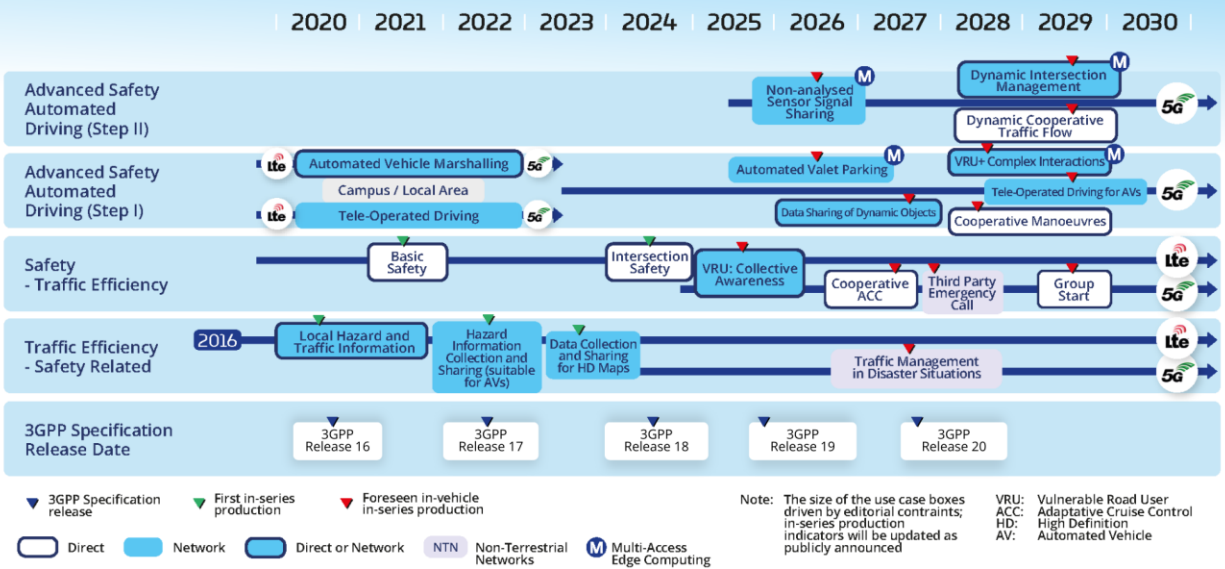 2020 2021 2022 2023 2024 2025 2026 2027 2028 2029 2030
Advanced Safety
Automated
Driving (Step II)
Non-analysed
Sensor Signal
Sharing
M
Dynamic Intersection
Management
M
Dynamic Cooperative
Traffic Flow
5G
Advanced Safety
Automated
Driving (Step I)
LTE
Automated Vehicle Marshalling
5G
Campus / Local Area
LTE
Tele-Operated Driving
5G
Automated Valet Parking
M
Data Sharing of Dynamic Objects
VRU+ Complex Interactions
M
Tele-Operated Driving for AVs
Cooperative Manoeuvres
5G
Safety
- Traffic Efficiency
Basic
Safety
Intersection
Safety
VRU: Collective
Awareness
Cooperative
ACC
Third Party
Emergency
Call
Group
Start
LTE
5G
Traffic Efficiency
- Safety Related
2016
Local Hazard and
Traffic Information
Hazard
Information
Collection and
Sharing (suitable
for AVs)
Data Collection
and Sharing
for HD Maps
Traffic Management
in Disaster Situations
LTE
5G
3GPP Specification
Release Date
3GPP
Release 16
3GPP
Release 17
3GPP
Release 18
3GPP
Release 19
3GPP
Release 20
3GPP Specification
release
First in-series
production
Foreseen in-vehicle
in-series production
Direct
Network
Direct or Network
NTN
Non-Terrestrial
Networks
M
Multi-Access
Edge Computing
Note: The size of the use case boxes
driven by editorial contraints;
in-series production
indicators will be updated as
publicly announced
VRU: Vulnerable Road User
ACC: Adaptative Cruise Control
HD: High Definition
AV: Automated Vehicle